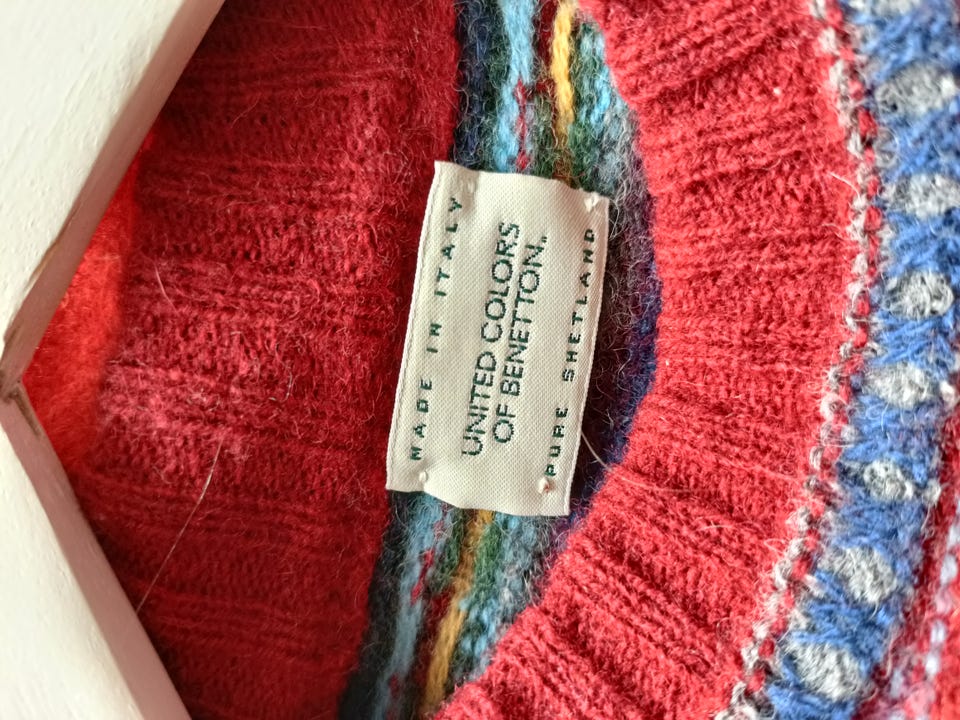 MADE IN ITALY
UNITED COLORS
OF BENETTON.
PURE SHETLAND